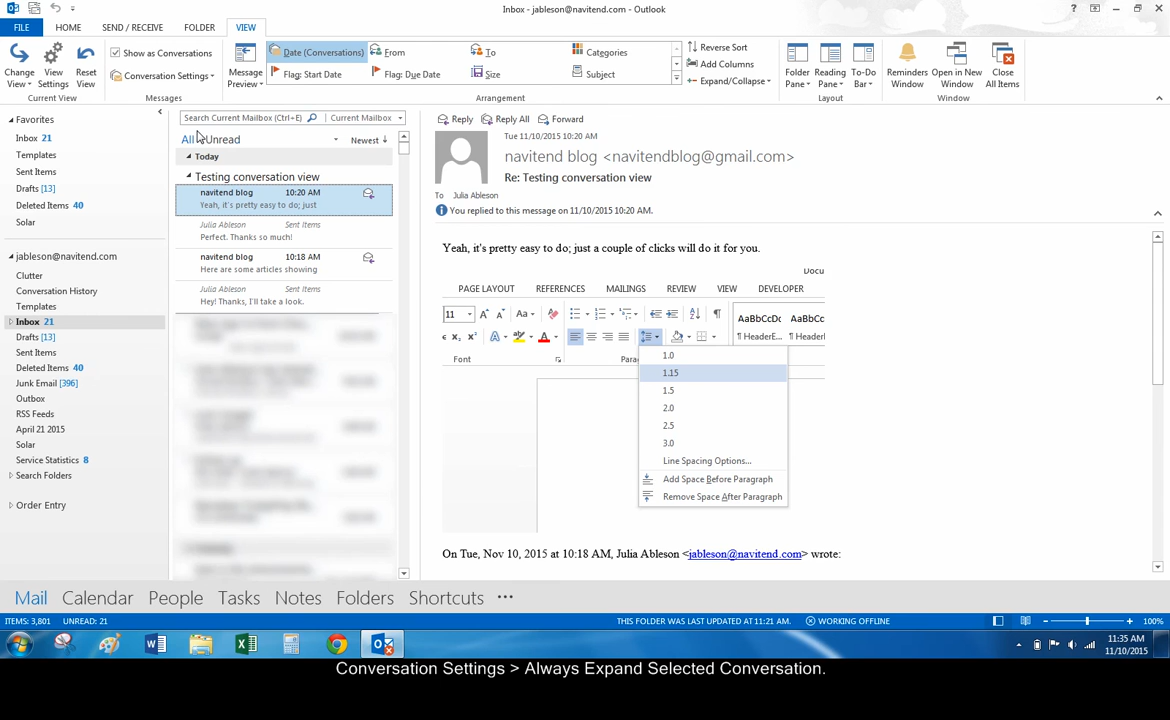 Inbox - jableson@navitend.com - Outlook
FILE HOME SEND / RECEIVE FOLDER VIEW
Change View
View Settings
Reset View
Current View
Show as Conversations
Conversation Settings
Messages
Message Preview
Date (Conversations) From To Categories
Flag: Start Date Flag: Due Date Size Subject
Arrangement
Reverse Sort
Add Columns
Expand/Collapse
Folder Pane
Reading Pane
To-Do Bar
Layout
Reminders Window
Open in New Window
Close All Items
Window
Favorites
Inbox 21
Templates
Sent Items
Drafts [13]
Deleted Items 40
Solar
jableson@navitend.com
Clutter
Conversation History
Templates
Inbox 21
Drafts [13]
Sent Items
Deleted Items 40
Junk Email [396]
Outbox
RSS Feeds
April 21 2015
Solar
Service Statistics 8
Search Folders
Order Entry
Search Current Mailbox (Ctrl+E) Current Mailbox
All Unread Newest
Today
Testing conversation view
navitend blog 10:20 AM
Yeah, it's pretty easy to do; just
Julia Ableson Sent Items
Perfect. Thanks so much!
navitend blog 10:18 AM
Here are some articles showing
Julia Ableson Sent Items
Hey! Thanks, I'll take a look.
Reply Reply All Forward
Tue 11/10/2015 10:20 AM
navitend blog <navitendblog@gmail.com>
Re: Testing conversation view
To Julia Ableson
You replied to this message on 11/10/2015 10:20 AM.
Yeah, it's pretty easy to do; just a couple of clicks will do it for you.
Docu
PAGE LAYOUT REFERENCES MAILINGS REVIEW VIEW DEVELOPER
11 A A Aa
AaBbCcDc AaBbCc
¶ HeaderE... ¶ HeaderF
Font Para
1.0
1.15
1.5
2.0
2.5
3.0
Line Spacing Options...
Add Space Before Paragraph
Remove Space After Paragraph
On Tue, Nov 10, 2015 at 10:18 AM, Julia Ableson <jableson@navitend.com> wrote:
Mail Calendar People Tasks Notes Folders Shortcuts
ITEMS: 3,801 UNREAD: 21 THIS FOLDER WAS LAST UPDATED AT 11:21 AM. WORKING OFFLINE 100%
11:35 AM
11/10/2015
Conversation Settings > Always Expand Selected Conversation.